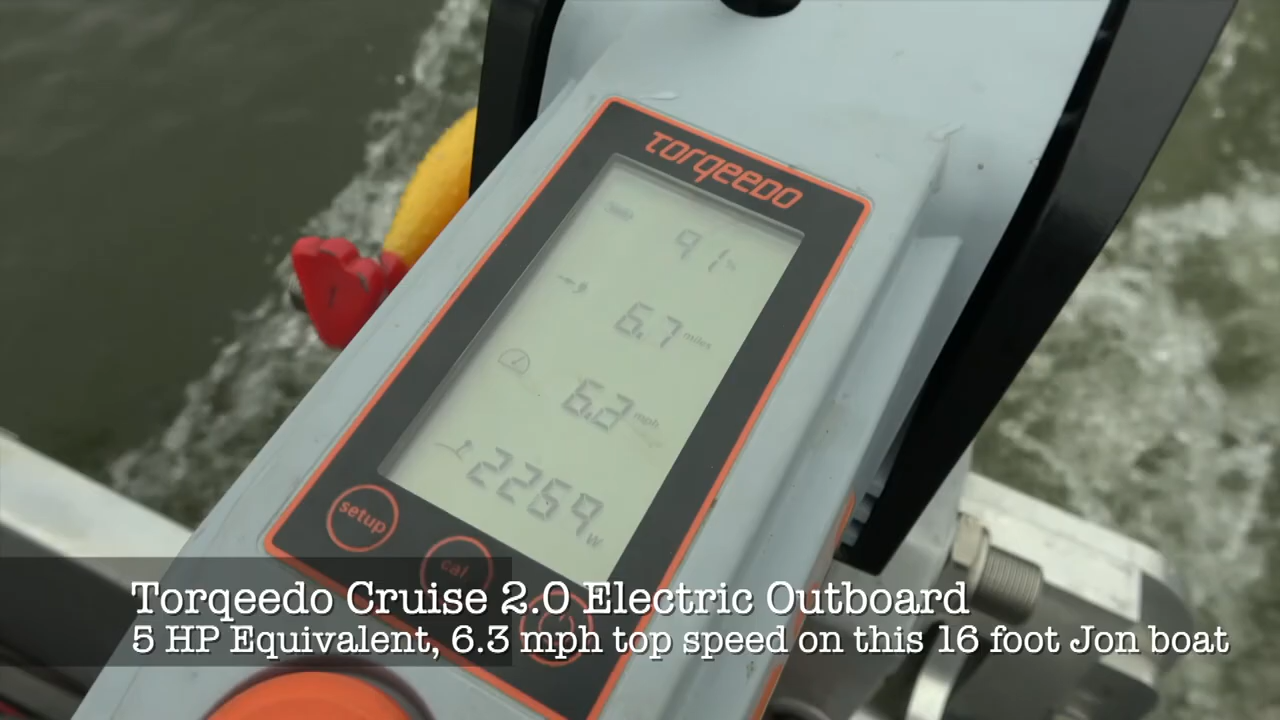 TORQEEDO
91%
6.7 miles
6.2 mph
2269 W
setup
cal
Torqeedo Cruise 2.0 Electric Outboard
5 HP Equivalent, 6.3 mph top speed on this 16 foot Jon boat